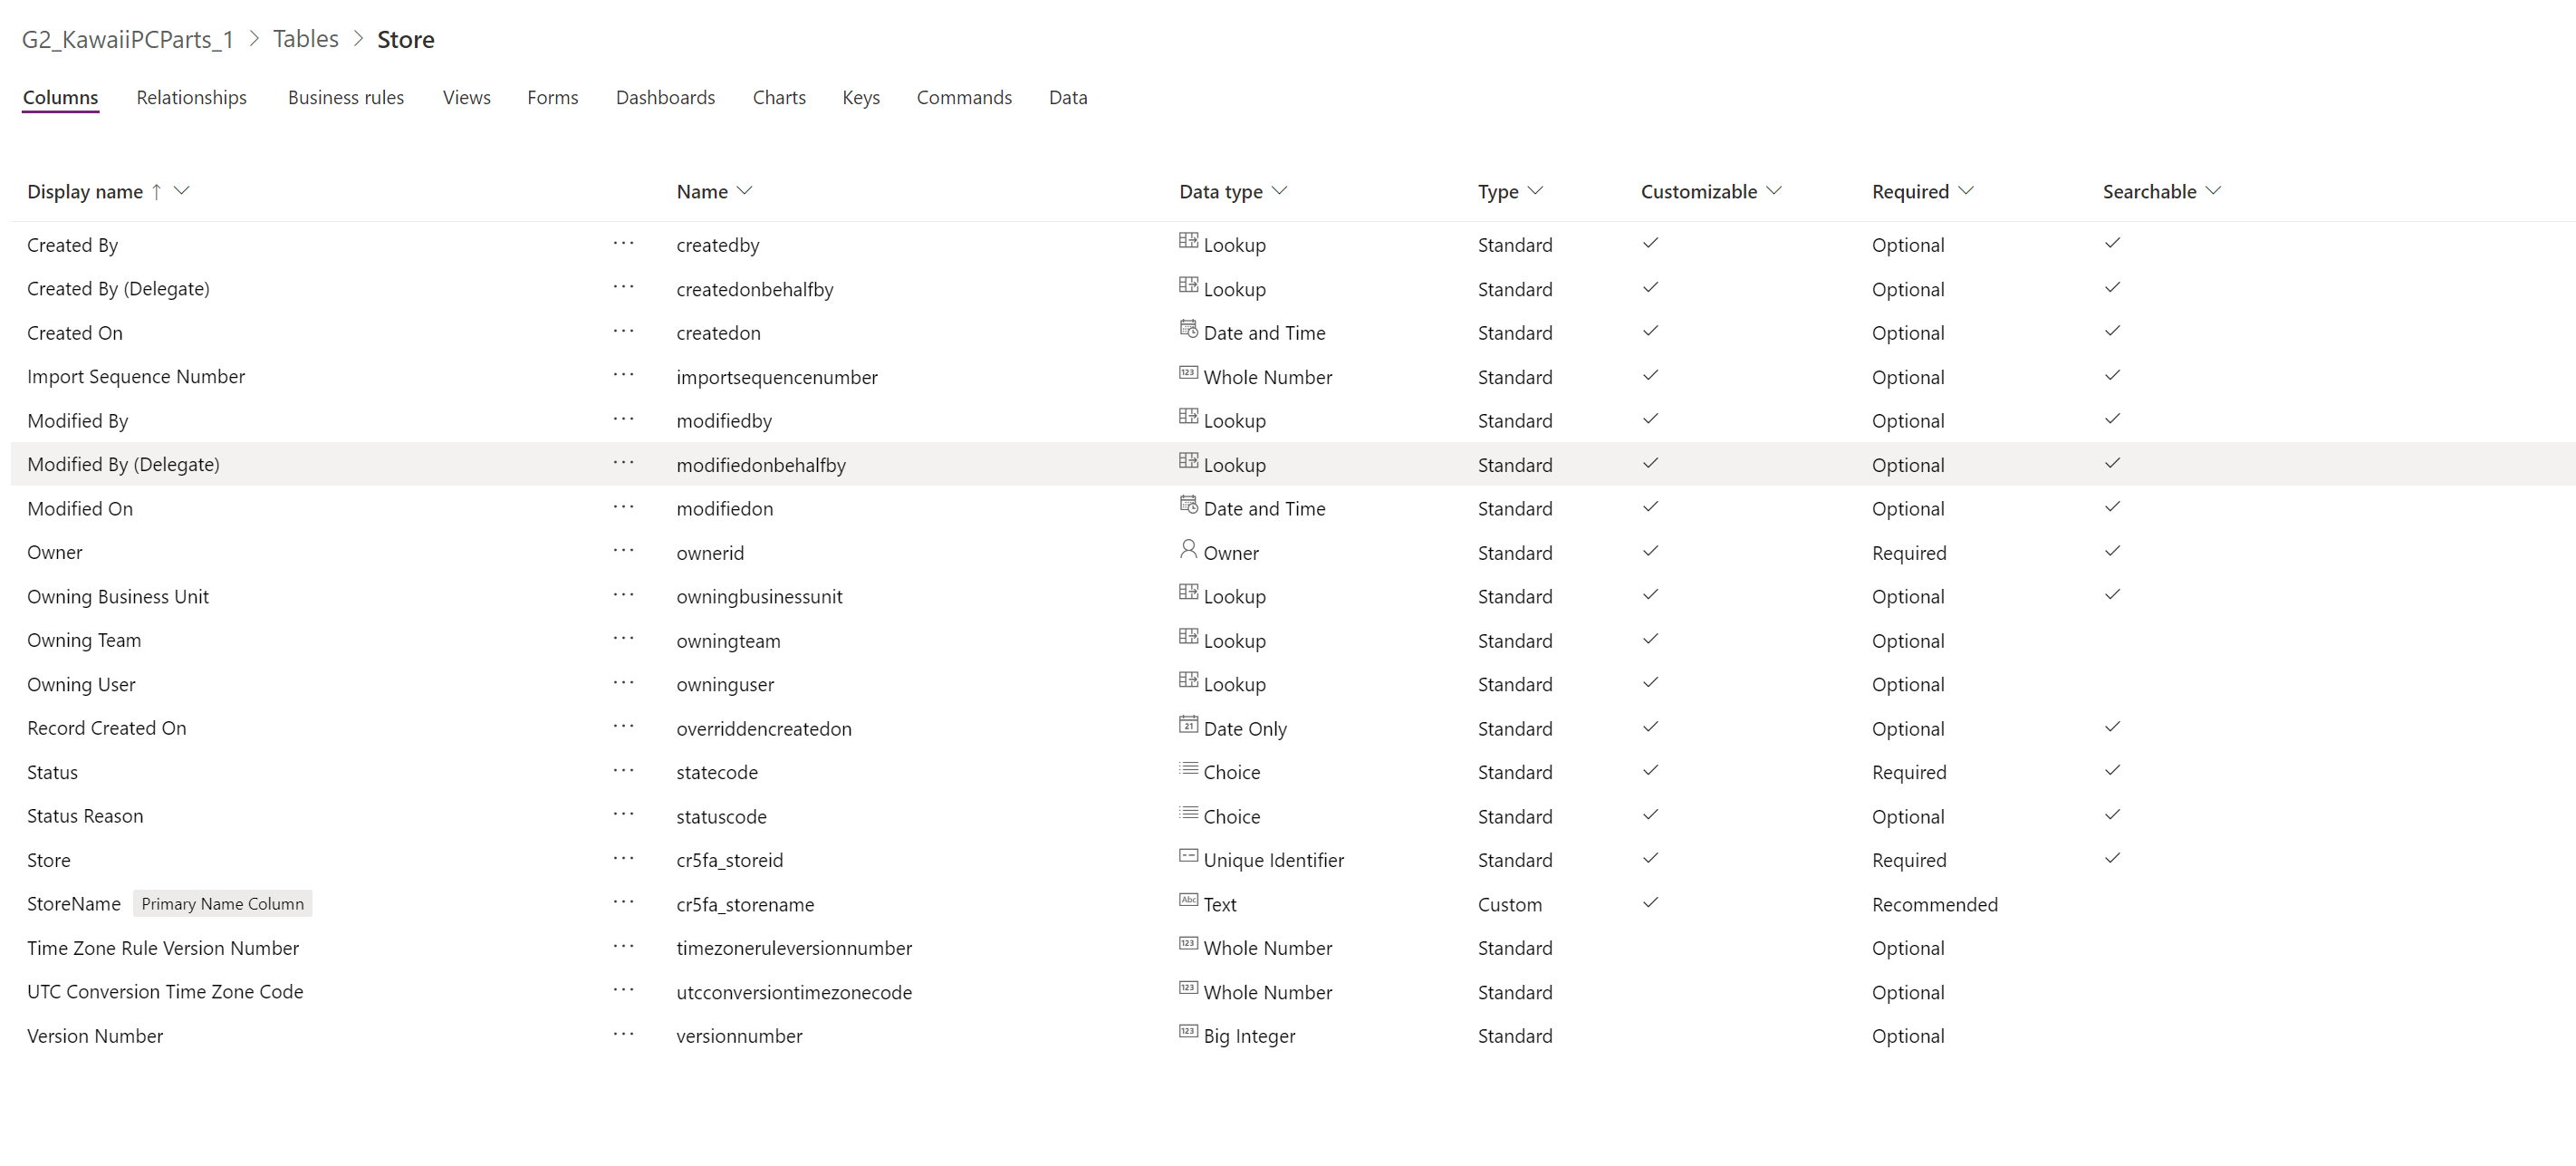 G2_KawaiiPCParts_1 > Tables > Store
Columns Relationships Business rules Views Forms Dashboards Charts Keys Commands Data
Display name ↑ Name Data type Type Customizable Required Searchable
Created By ··· createdby Lookup Standard ✓ Optional ✓
Created By (Delegate) ··· createdonbehalfby Lookup Standard ✓ Optional ✓
Created On ··· createdon Date and Time Standard ✓ Optional ✓
Import Sequence Number ··· importsequencenumber 123 Whole Number Standard ✓ Optional ✓
Modified By ··· modifiedby Lookup Standard ✓ Optional ✓
Modified By (Delegate) ··· modifiedonbehalfby Lookup Standard ✓ Optional ✓
Modified On ··· modifiedon Date and Time Standard ✓ Optional ✓
Owner ··· ownerid Owner Standard ✓ Required ✓
Owning Business Unit ··· owningbusinessunit Lookup Standard ✓ Optional ✓
Owning Team ··· owningteam Lookup Standard ✓ Optional
Owning User ··· owninguser Lookup Standard ✓ Optional
Record Created On ··· overriddencreatedon 21 Date Only Standard ✓ Optional ✓
Status ··· statecode Choice Standard ✓ Required ✓
Status Reason ··· statuscode Choice Standard ✓ Optional ✓
Store ··· cr5fa_storeid Unique Identifier Standard ✓ Required ✓
StoreName Primary Name Column ··· cr5fa_storename Abc Text Custom ✓ Recommended
Time Zone Rule Version Number ··· timezoneruleversionnumber 123 Whole Number Standard Optional
UTC Conversion Time Zone Code ··· utcconversiontimezonecode 123 Whole Number Standard Optional
Version Number ··· versionnumber 123 Big Integer Standard Optional